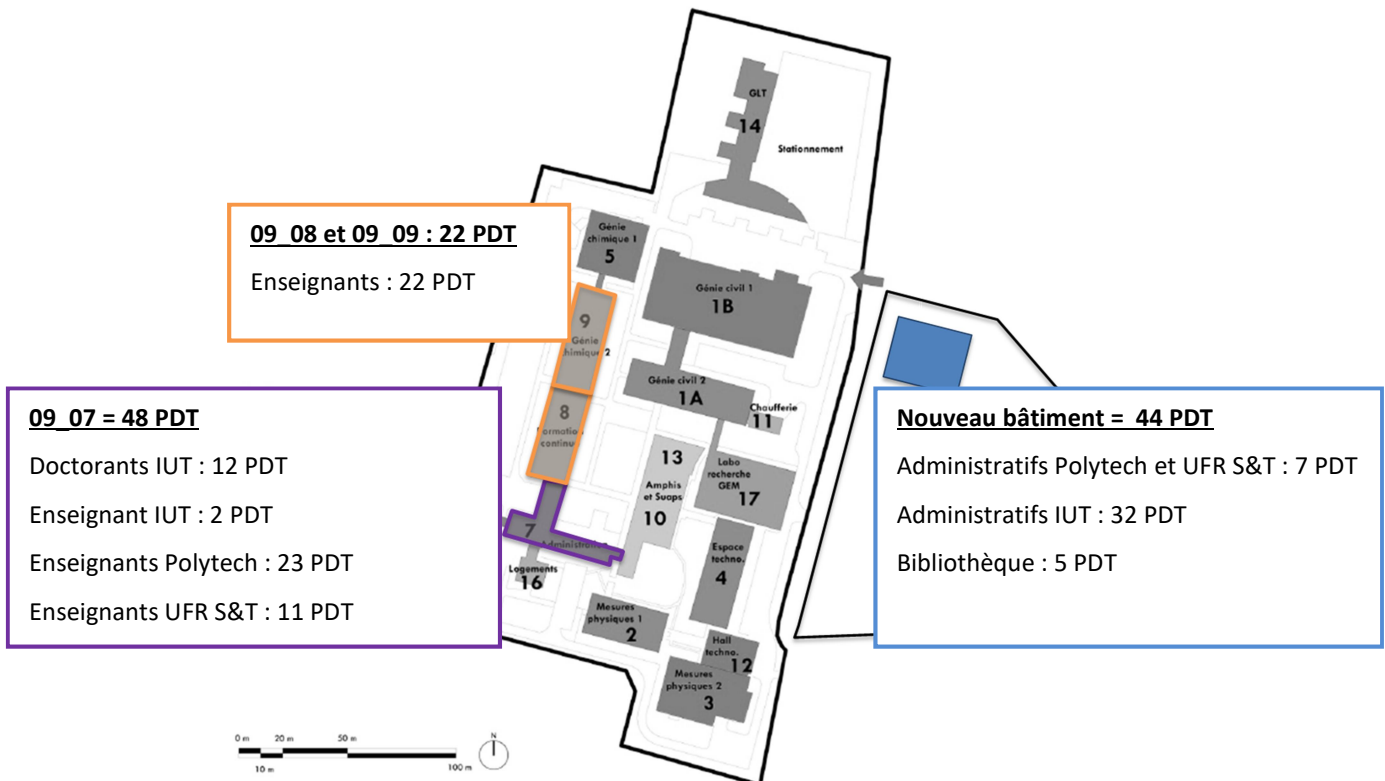 GLT
14
Stationnement
09_08 et 09_09 : 22 PDT
Enseignants : 22 PDT
Génie
chimique 1
5
Génie civil 1
1B
9
Génie
chimique 2
Génie civil 2
1A
Chaufferie
11
8
Formation
continue
09_07 = 48 PDT
Doctorants IUT : 12 PDT
Enseignant IUT : 2 PDT
Enseignants Polytech : 23 PDT
Enseignants UFR S&T : 11 PDT
Nouveau bâtiment = 44 PDT
Administratifs Polytech et UFR S&T : 7 PDT
Administratifs IUT : 32 PDT
Bibliothèque : 5 PDT
13
Amphis
et Suaps
10
Labo
recherche
GEM
17
7
Administration
Logements
16
Espace
techno.
4
Mesures
physiques 1
2
Hall
techno.
12
Mesures
physiques 2
3
0 m 20 m 50 m
10 m 100 m
N